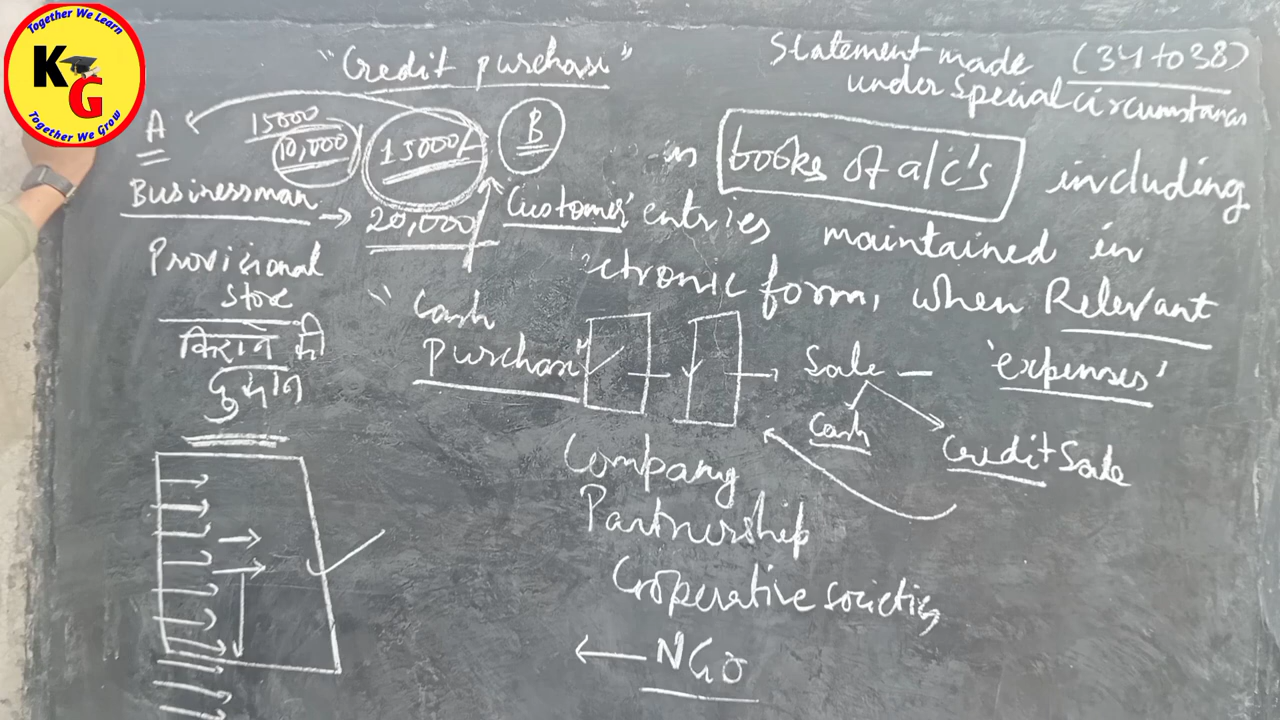 Together We Learn
KG
Together We Grow
"Credit purchase"
Statement made (34 to 38)
under Special Circumstances
A
15000
10,000
15000/-
B
Businessman → 20,000
Customer
Provisional
store
किराने की
दुकान
in books of a/c's including
entries maintained in
ctronic form, when Relevant
"Cash
purchase"
Sale – 'expenses'
Cash
Credit Sale
Company
Partnership
Cooperative societies
NGO